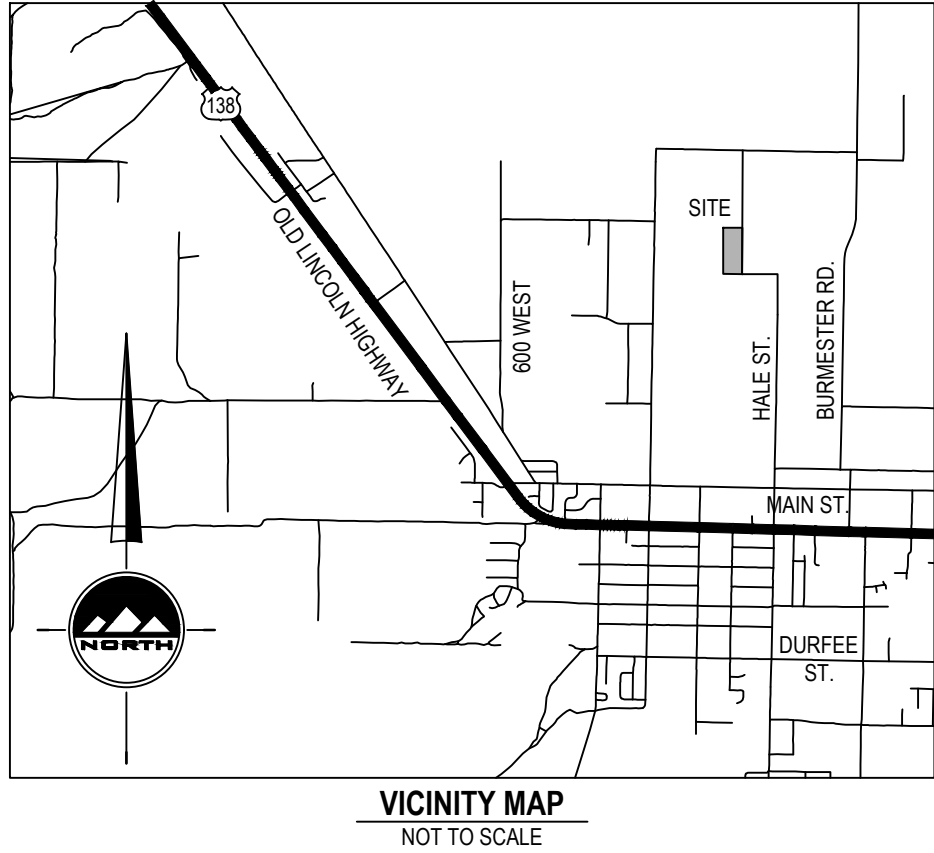 138
SITE
OLD LINCOLN HIGHWAY
600 WEST
HALE ST.
BURMESTER RD.
MAIN ST.
NORTH
DURFEE
ST.
VICINITY MAP
NOT TO SCALE